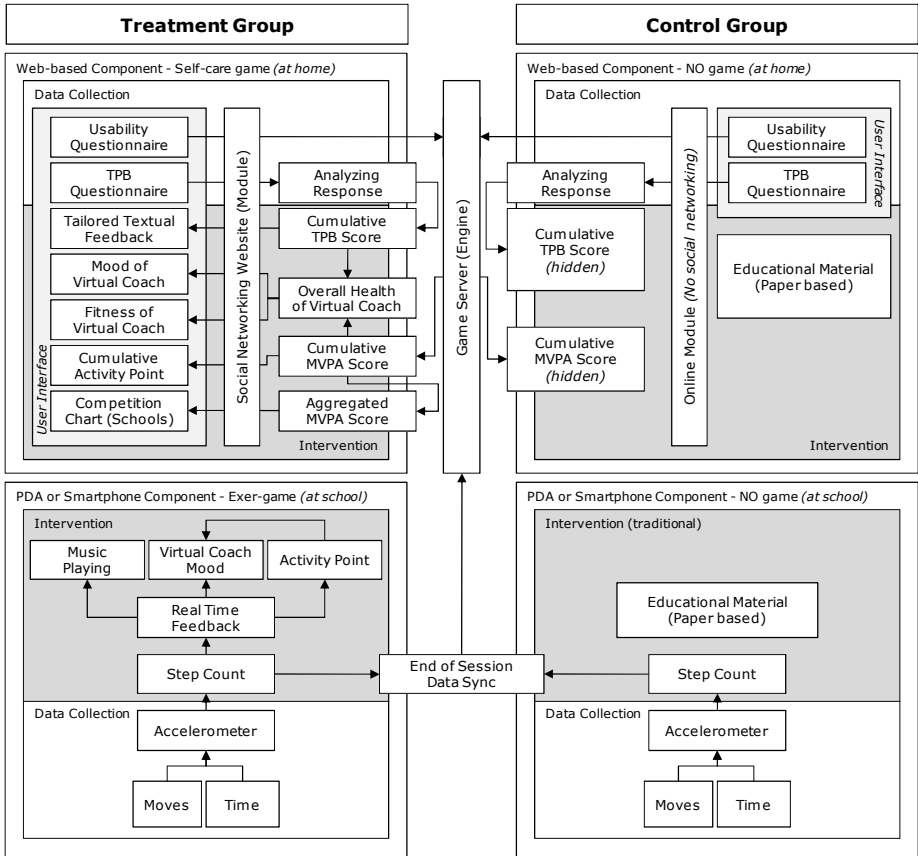 Treatment Group
Control Group
Web-based Component - Self-care game (at home)
Data Collection
Usability
Questionnaire
TPB
Questionnaire
Tailored Textual
Feedback
Mood of
Virtual Coach
Fitness of
Virtual Coach
Cumulative
Activity Point
Competition
Chart (Schools)
User Interface
Social Networking Website (Module)
Analyzing
Response
Cumulative
TPB Score
Overall Health
of Virtual Coach
Cumulative
MVPA Score
Aggregated
MVPA Score
Intervention
Game Server (Engine)
Web-based Component - NO game (at home)
Data Collection
Analyzing
Response
Cumulative
TPB Score
(hidden)
Cumulative
MVPA Score
(hidden)
Online Module (No social networking)
Usability
Questionnaire
TPB
Questionnaire
User Interface
Educational Material
(Paper based)
Intervention
PDA or Smartphone Component - Exer-game (at school)
Intervention
Music
Playing
Virtual Coach
Mood
Activity Point
Real Time
Feedback
Step Count
Data Collection
Accelerometer
Moves
Time
End of Session
Data Sync
PDA or Smartphone Component - NO game (at school)
Intervention (traditional)
Educational Material
(Paper based)
Step Count
Data Collection
Accelerometer
Moves
Time